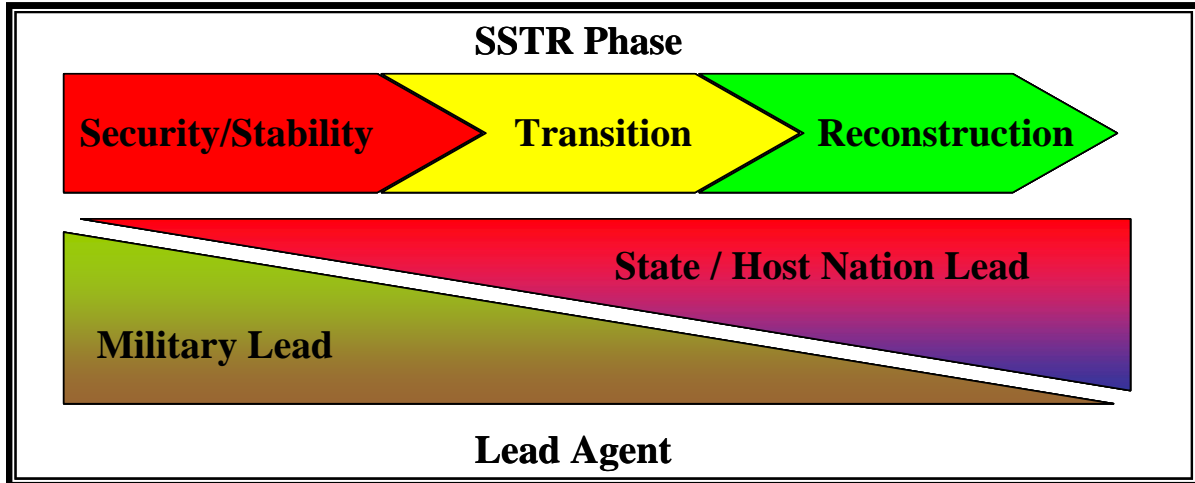 SSTR Phase
Security/Stability Transition Reconstruction
State / Host Nation Lead
Military Lead
Lead Agent